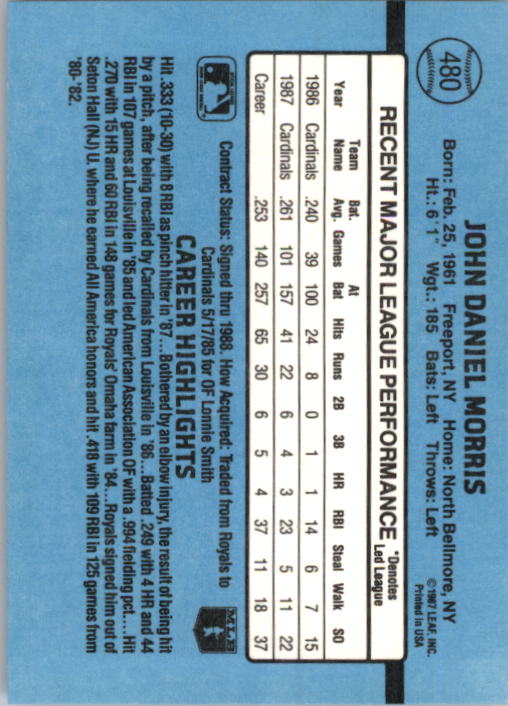 480
JOHN DANIEL MORRIS
Born: Feb. 25, 1961 Freeport, NY Home: North Bellmore, NY
Ht.: 6'1" Wgt.: 185 Bats: Left Throws: Left
©1987 LEAF, INC.
Printed in USA
RECENT MAJOR LEAGUE PERFORMANCE *Denotes Led League
Year Team Name Bat. Avg. Games At Bat Hits Runs 2B 3B HR RBI Steal Walk SO
1986 Cardinals .240 39 100 24 8 0 1 1 14 6 7 15
1987 Cardinals .261 101 157 41 22 6 4 3 23 5 11 22
Career .253 140 257 65 30 6 5 4 37 11 18 37
Contract Status: Signed thru 1988. How Acquired: Traded from Royals to
Cardinals 5/17/85 for OF Lonnie Smith
MLB
CAREER HIGHLIGHTS
Hit .333 (10-30) with 8 RBI as pinch hitter in '87...Bothered by an elbow injury, the result of being hit
by a pitch, after being recalled by Cardinals from Louisville in '86...Batted .249 with 4 HR and 44
RBI in 107 games at Louisville in '85 and led American Association OF with a .994 fielding pct....Hit
.270 with 15 HR and 60 RBI in 148 games for Royals' Omaha farm in '84...Royals signed him out of
Seton Hall (NJ) U. where he earned All America honors and hit .418 with 109 RBI in 125 games from
'80-'82.